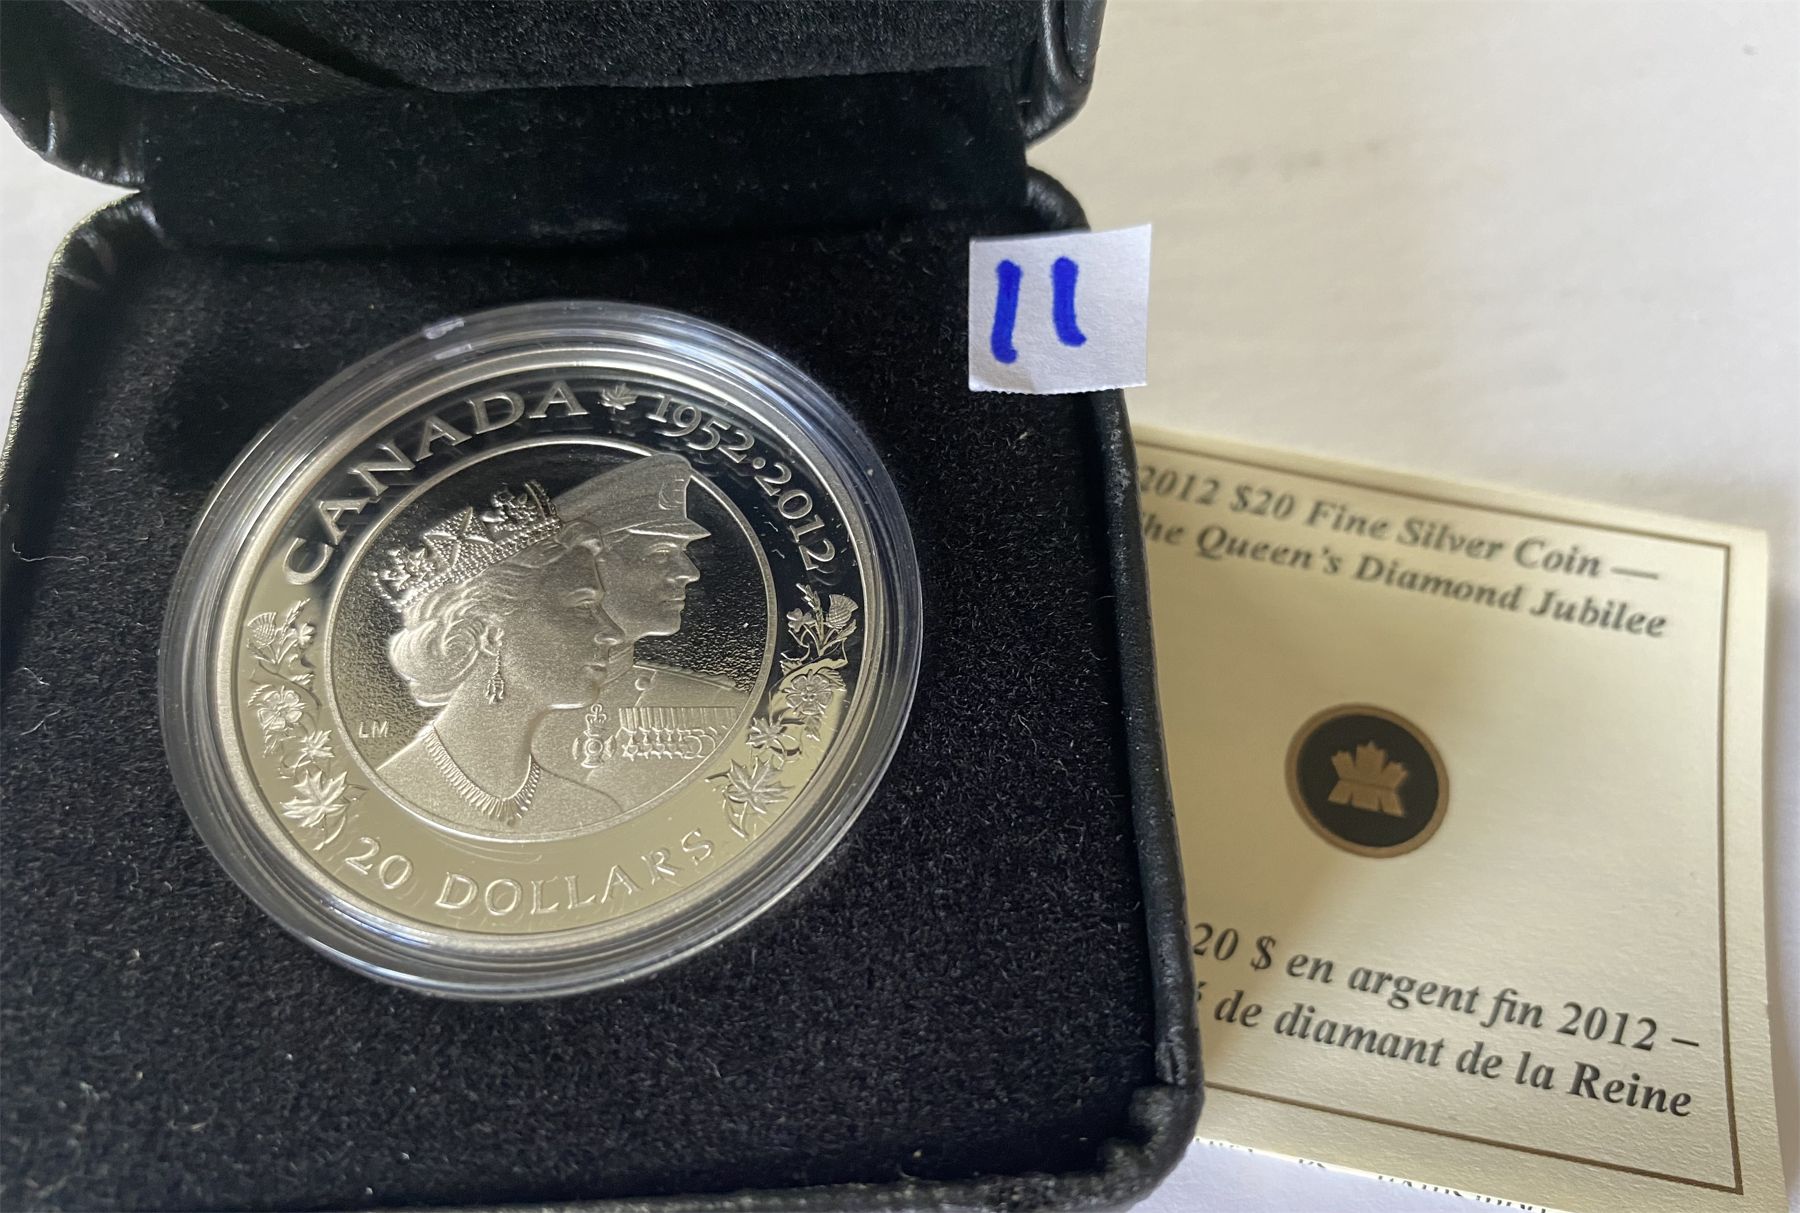 11
CANADA 1952·2012
LM
20 DOLLARS
2012 $20 Fine Silver Coin —
he Queen's Diamond Jubilee
20 $ en argent fin 2012 –
de diamant de la Reine